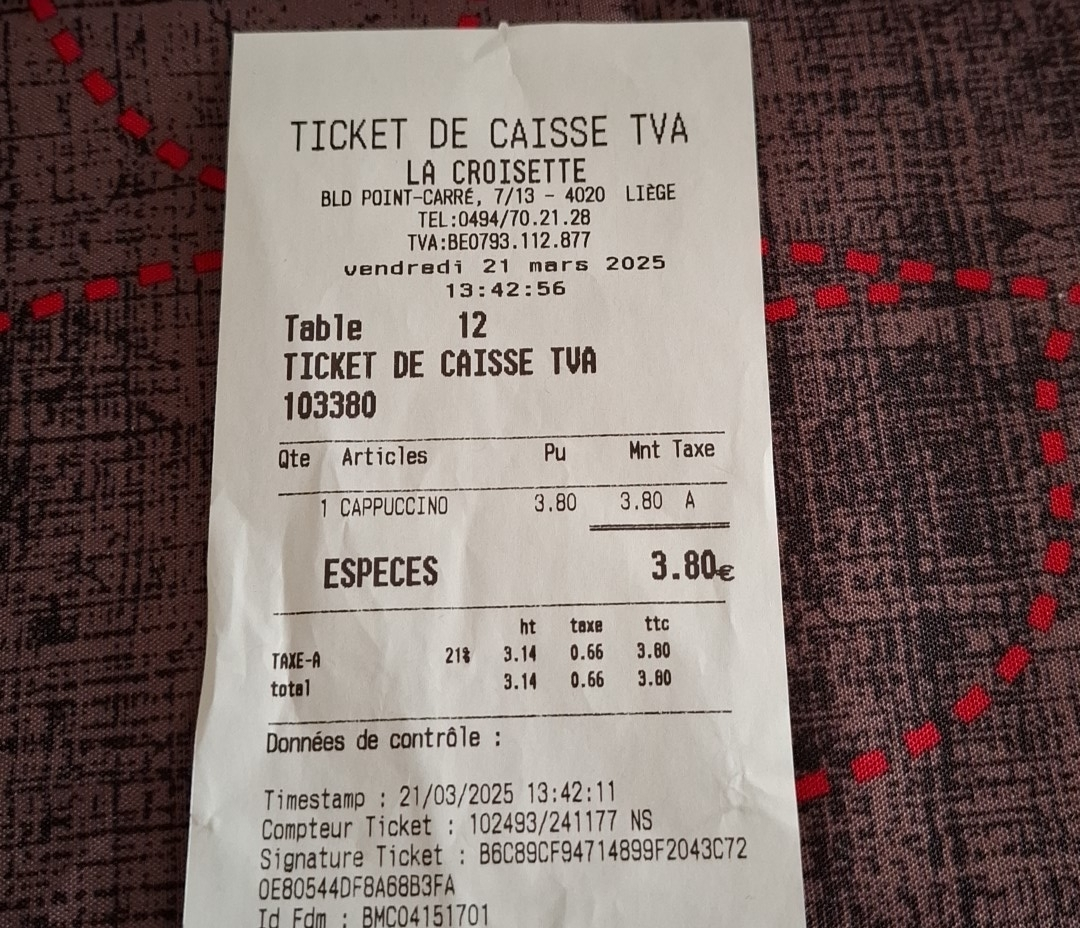 TICKET DE CAISSE TVA
LA CROISETTE
BLD POINT-CARRÉ, 7/13 - 4020 LIÈGE
TEL:0494/70.21.28
TVA:BE0793.112.877
vendredi 21 mars 2025
13:42:56
Table 12
TICKET DE CAISSE TVA
103380
Qte Articles Pu Mnt Taxe
1 CAPPUCCINO 3.80 3.80 A
ESPECES 3.80€
ht taxe ttc
TAXE-A 21% 3.14 0.66 3.80
total 3.14 0.66 3.80
Données de contrôle :
Timestamp : 21/03/2025 13:42:11
Compteur Ticket : 102493/241177 NS
Signature Ticket : B6C89CF94714899F2043C72
0E80544DF8A68B3FA
Id Fdm : BMC04151701